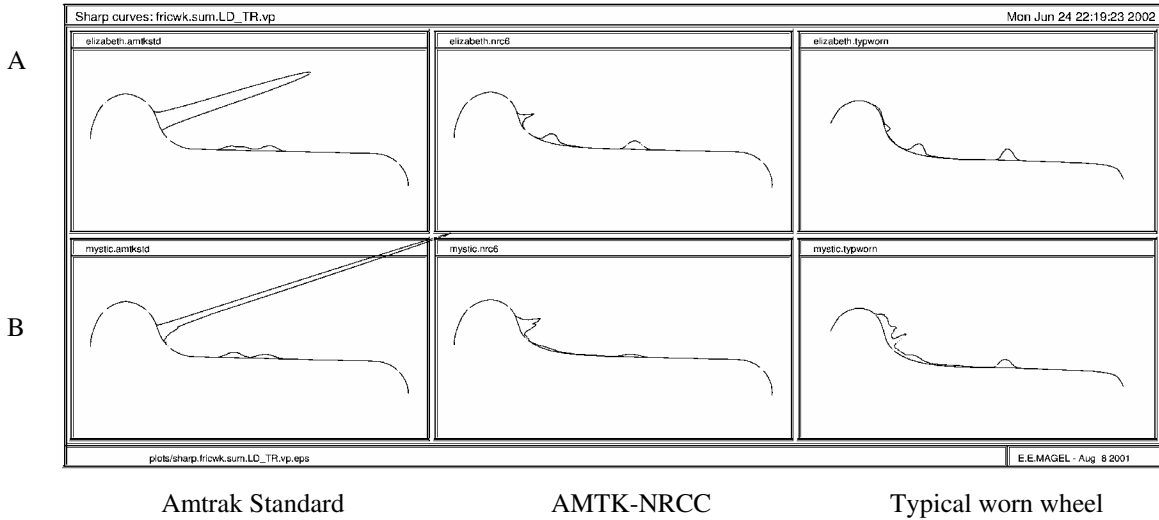 Sharp curves: fricwk.sum.LD_TR.vp Mon Jun 24 22:19:23 2002
A
elizabeth.amtkstd elizabeth.nrc6 elizabeth.typworn
mystic.amtkstd mystic.nrc6 mystic.typworn
B
plots/sharp.fricwk.sum.LD_TR.vp.eps E.E.MAGEL - Aug 8 2001
Amtrak Standard AMTK-NRCC Typical worn wheel